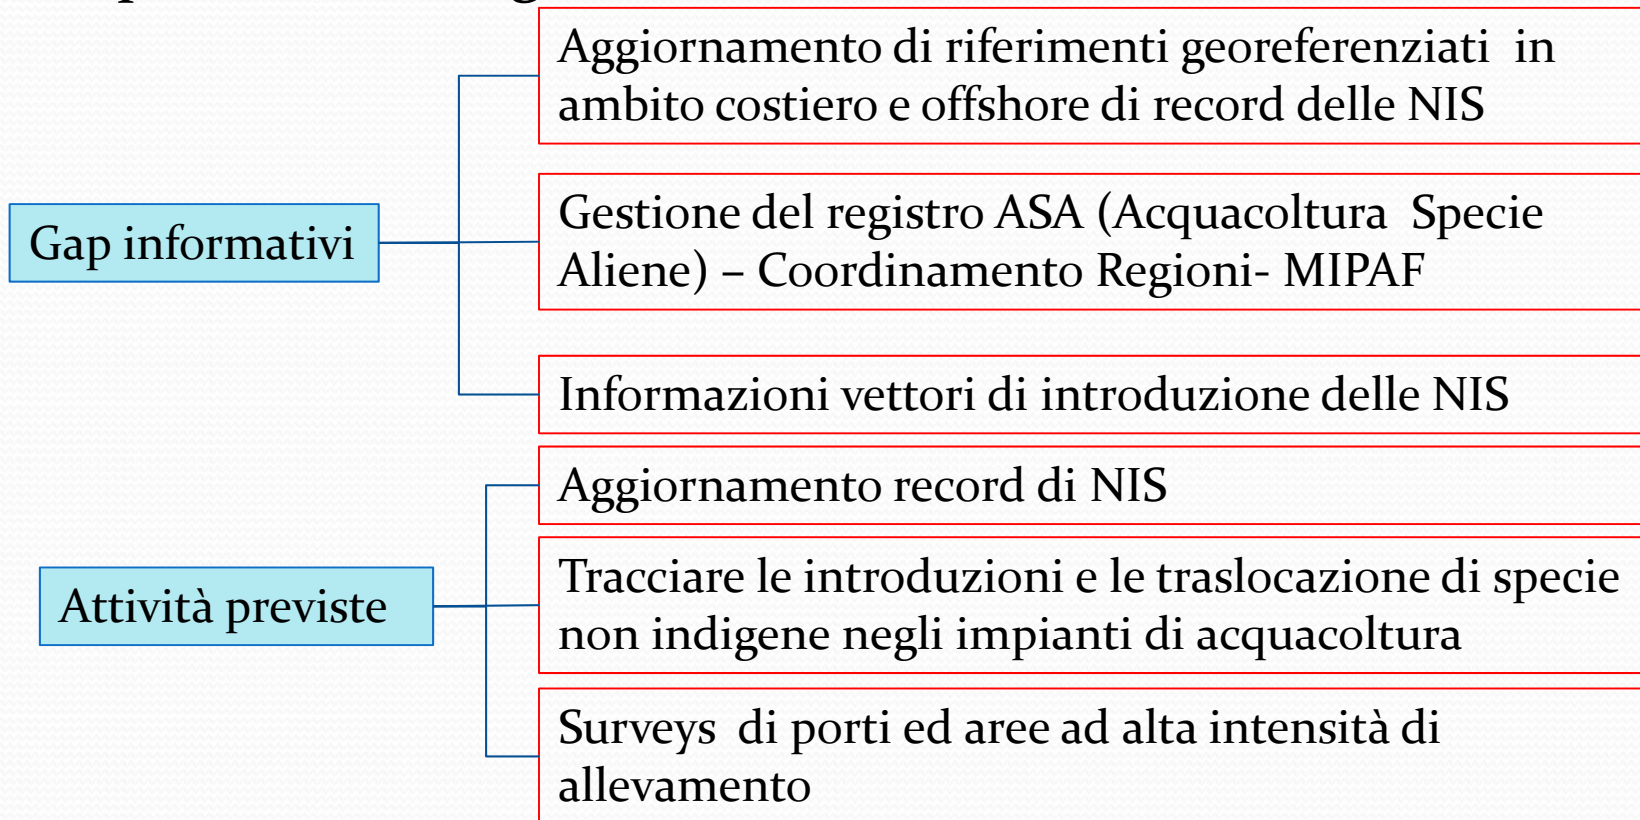 Aggiornamento di riferimenti georeferenziati in
ambito costiero e offshore di record delle NIS
Gap informativi
Gestione del registro ASA (Acquacoltura Specie
Aliene) – Coordinamento Regioni- MIPAF
Informazioni vettori di introduzione delle NIS
Aggiornamento record di NIS
Attività previste
Tracciare le introduzioni e le traslocazione di specie
non indigene negli impianti di acquacoltura
Surveys di porti ed aree ad alta intensità di
allevamento